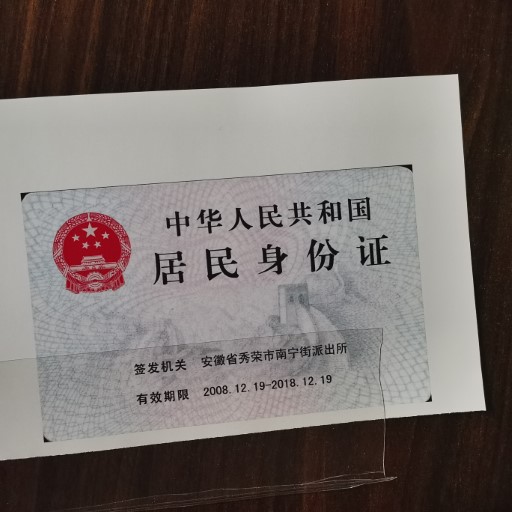 中华人民共和国
居民身份证
签发机关 安徽省秀荣市南宁街派出所
有效期限 2008.12.19-2018.12.19